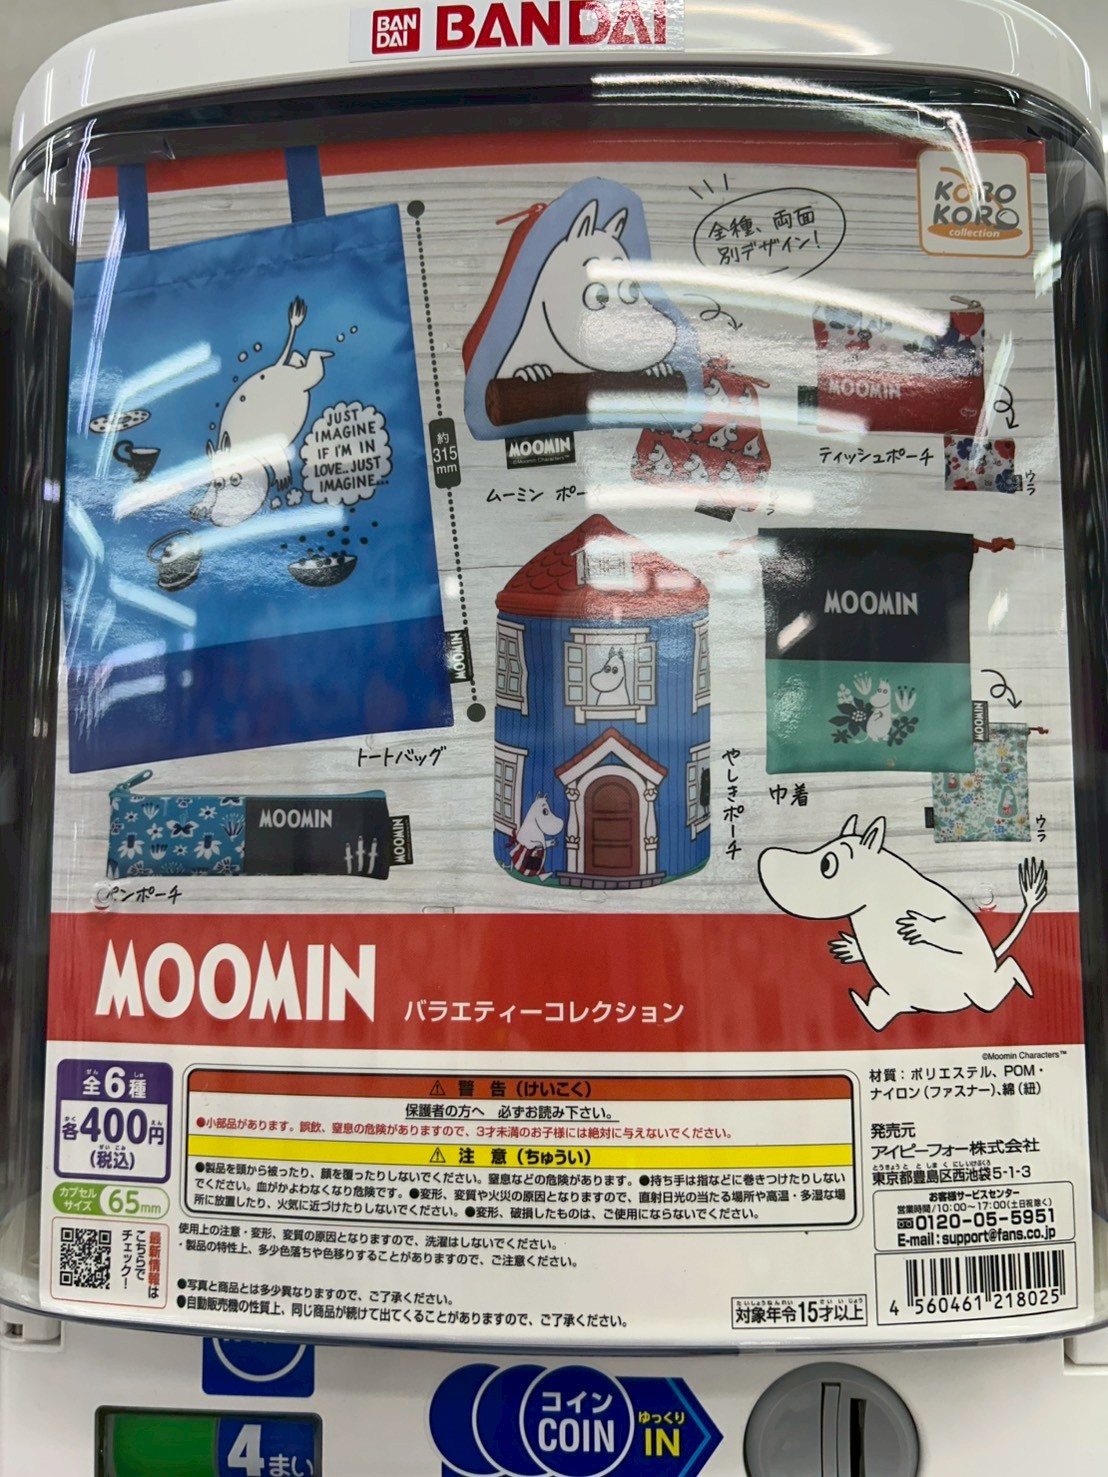 BAN
DAI
BANDAI
KORO
KORO
collection
全種、両面
別デザイン!
JUST
IMAGINE
IF I'M IN
LOVE..JUST
IMAGINE...
約
315
mm
MOOMIN
©Moomin Characters™
ムーミン ポー
MOOMIN
ティッシュポーチ
ウラ
MOOMIN
トートバッグ
MOOMIN
MOOMIN
巾着
ウラ
やしきポーチ
MOOMIN
MOOMIN
ペンポーチ
MOOMIN バラエティーコレクション
©Moomin Characters™
全6種
各400円
(税込)
カプセル
サイズ 65mm
最新情報は
こちらで
チェック!
⚠ 警 告 (けいこく)
保護者の方へ 必ずお読み下さい。
●小部品があります。誤飲、窒息の危険がありますので、3才未満のお子様には絶対に与えないでください。
⚠ 注 意 (ちゅうい)
●製品を頭から被ったり、顔を覆ったりしないでください。窒息などの危険があります。●持ち手は指などに巻きつけたりしない
でください。血がかよわなくなり危険です。●変形、変質や火災の原因となりますので、直射日光の当たる場所や高温・多湿な場
所に放置したり、火気に近づけたりしないでください。●変形、破損したものは、ご使用にならないでください。
使用上の注意・変形、変質の原因となりますので、洗濯はしないでください。
・製品の特性上、多少色落ちや色移りすることがありますので、ご注意ください。
●写真と商品とは多少異なりますので、ご了承ください。
●自動販売機の性質上、同じ商品が続けて出てくることがありますので、ご了承ください。
対象年令15才以上
材質：ポリエステル、POM・
ナイロン(ファスナー)、綿(紐)
発売元
アイピーフォー株式会社
東京都豊島区西池袋5-1-3
お客様サービスセンター
営業時間/10:00〜17:00(土日祝除く)
0120-05-5951
E-mail:support@fans.co.jp
4 560461 218025
4まい
コイン
COIN
ゆっくり
IN